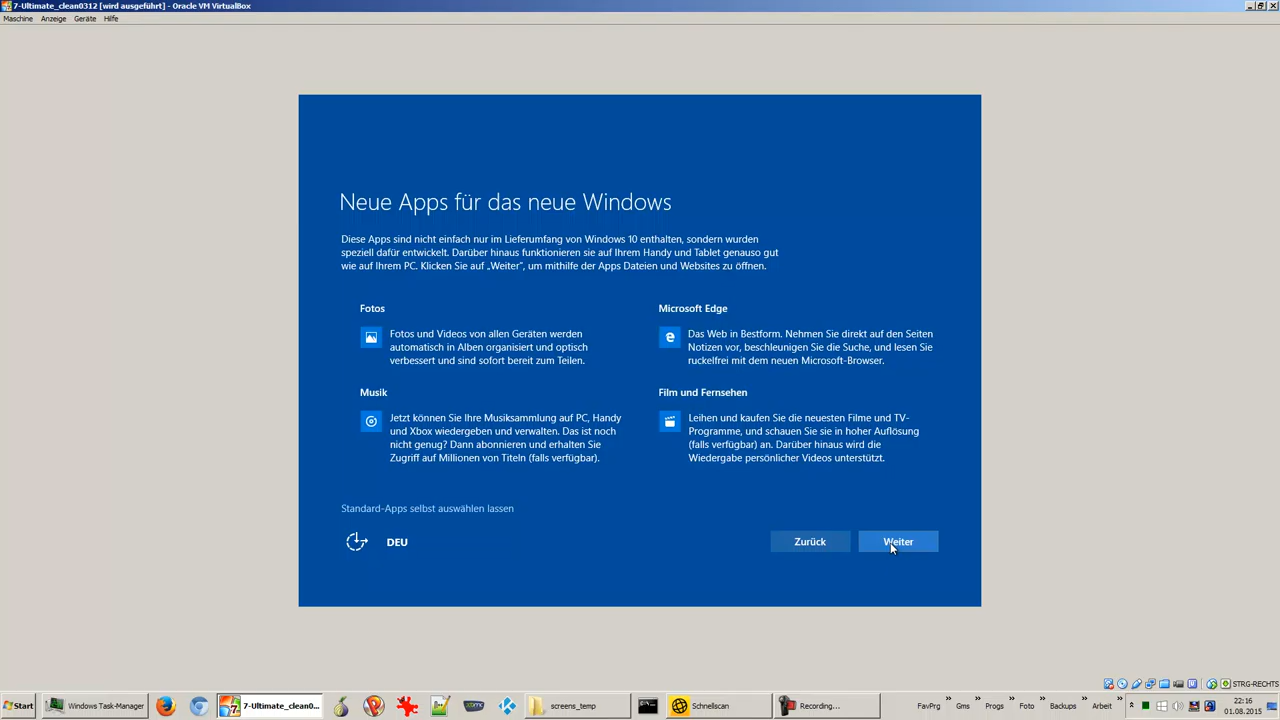 7-Ultimate_clean0312 [wird ausgeführt] - Oracle VM VirtualBox
Maschine Anzeige Geräte Hilfe
Neue Apps für das neue Windows
Diese Apps sind nicht einfach nur im Lieferumfang von Windows 10 enthalten, sondern wurden
speziell dafür entwickelt. Darüber hinaus funktionieren sie auf Ihrem Handy und Tablet genauso gut
wie auf Ihrem PC. Klicken Sie auf „Weiter“, um mithilfe der Apps Dateien und Websites zu öffnen.
Fotos
Fotos und Videos von allen Geräten werden
automatisch in Alben organisiert und optisch
verbessert und sind sofort bereit zum Teilen.
Microsoft Edge
Das Web in Bestform. Nehmen Sie direkt auf den Seiten
Notizen vor, beschleunigen Sie die Suche, und lesen Sie
ruckelfrei mit dem neuen Microsoft-Browser.
Musik
Jetzt können Sie Ihre Musiksammlung auf PC, Handy
und Xbox wiedergeben und verwalten. Das ist noch
nicht genug? Dann abonnieren und erhalten Sie
Zugriff auf Millionen von Titeln (falls verfügbar).
Film und Fernsehen
Leihen und kaufen Sie die neuesten Filme und TV-
Programme, und schauen Sie sie in hoher Auflösung
(falls verfügbar) an. Darüber hinaus wird die
Wiedergabe persönlicher Videos unterstützt.
Standard-Apps selbst auswählen lassen
DEU
Zurück Weiter
STRG-RECHTS
Start Windows Task-Manager 7-Ultimate_clean0... screens_temp Schnellscan Recording... FavPrg Gms Progs Foto Backups Arbeit 22:16
01.08.2015